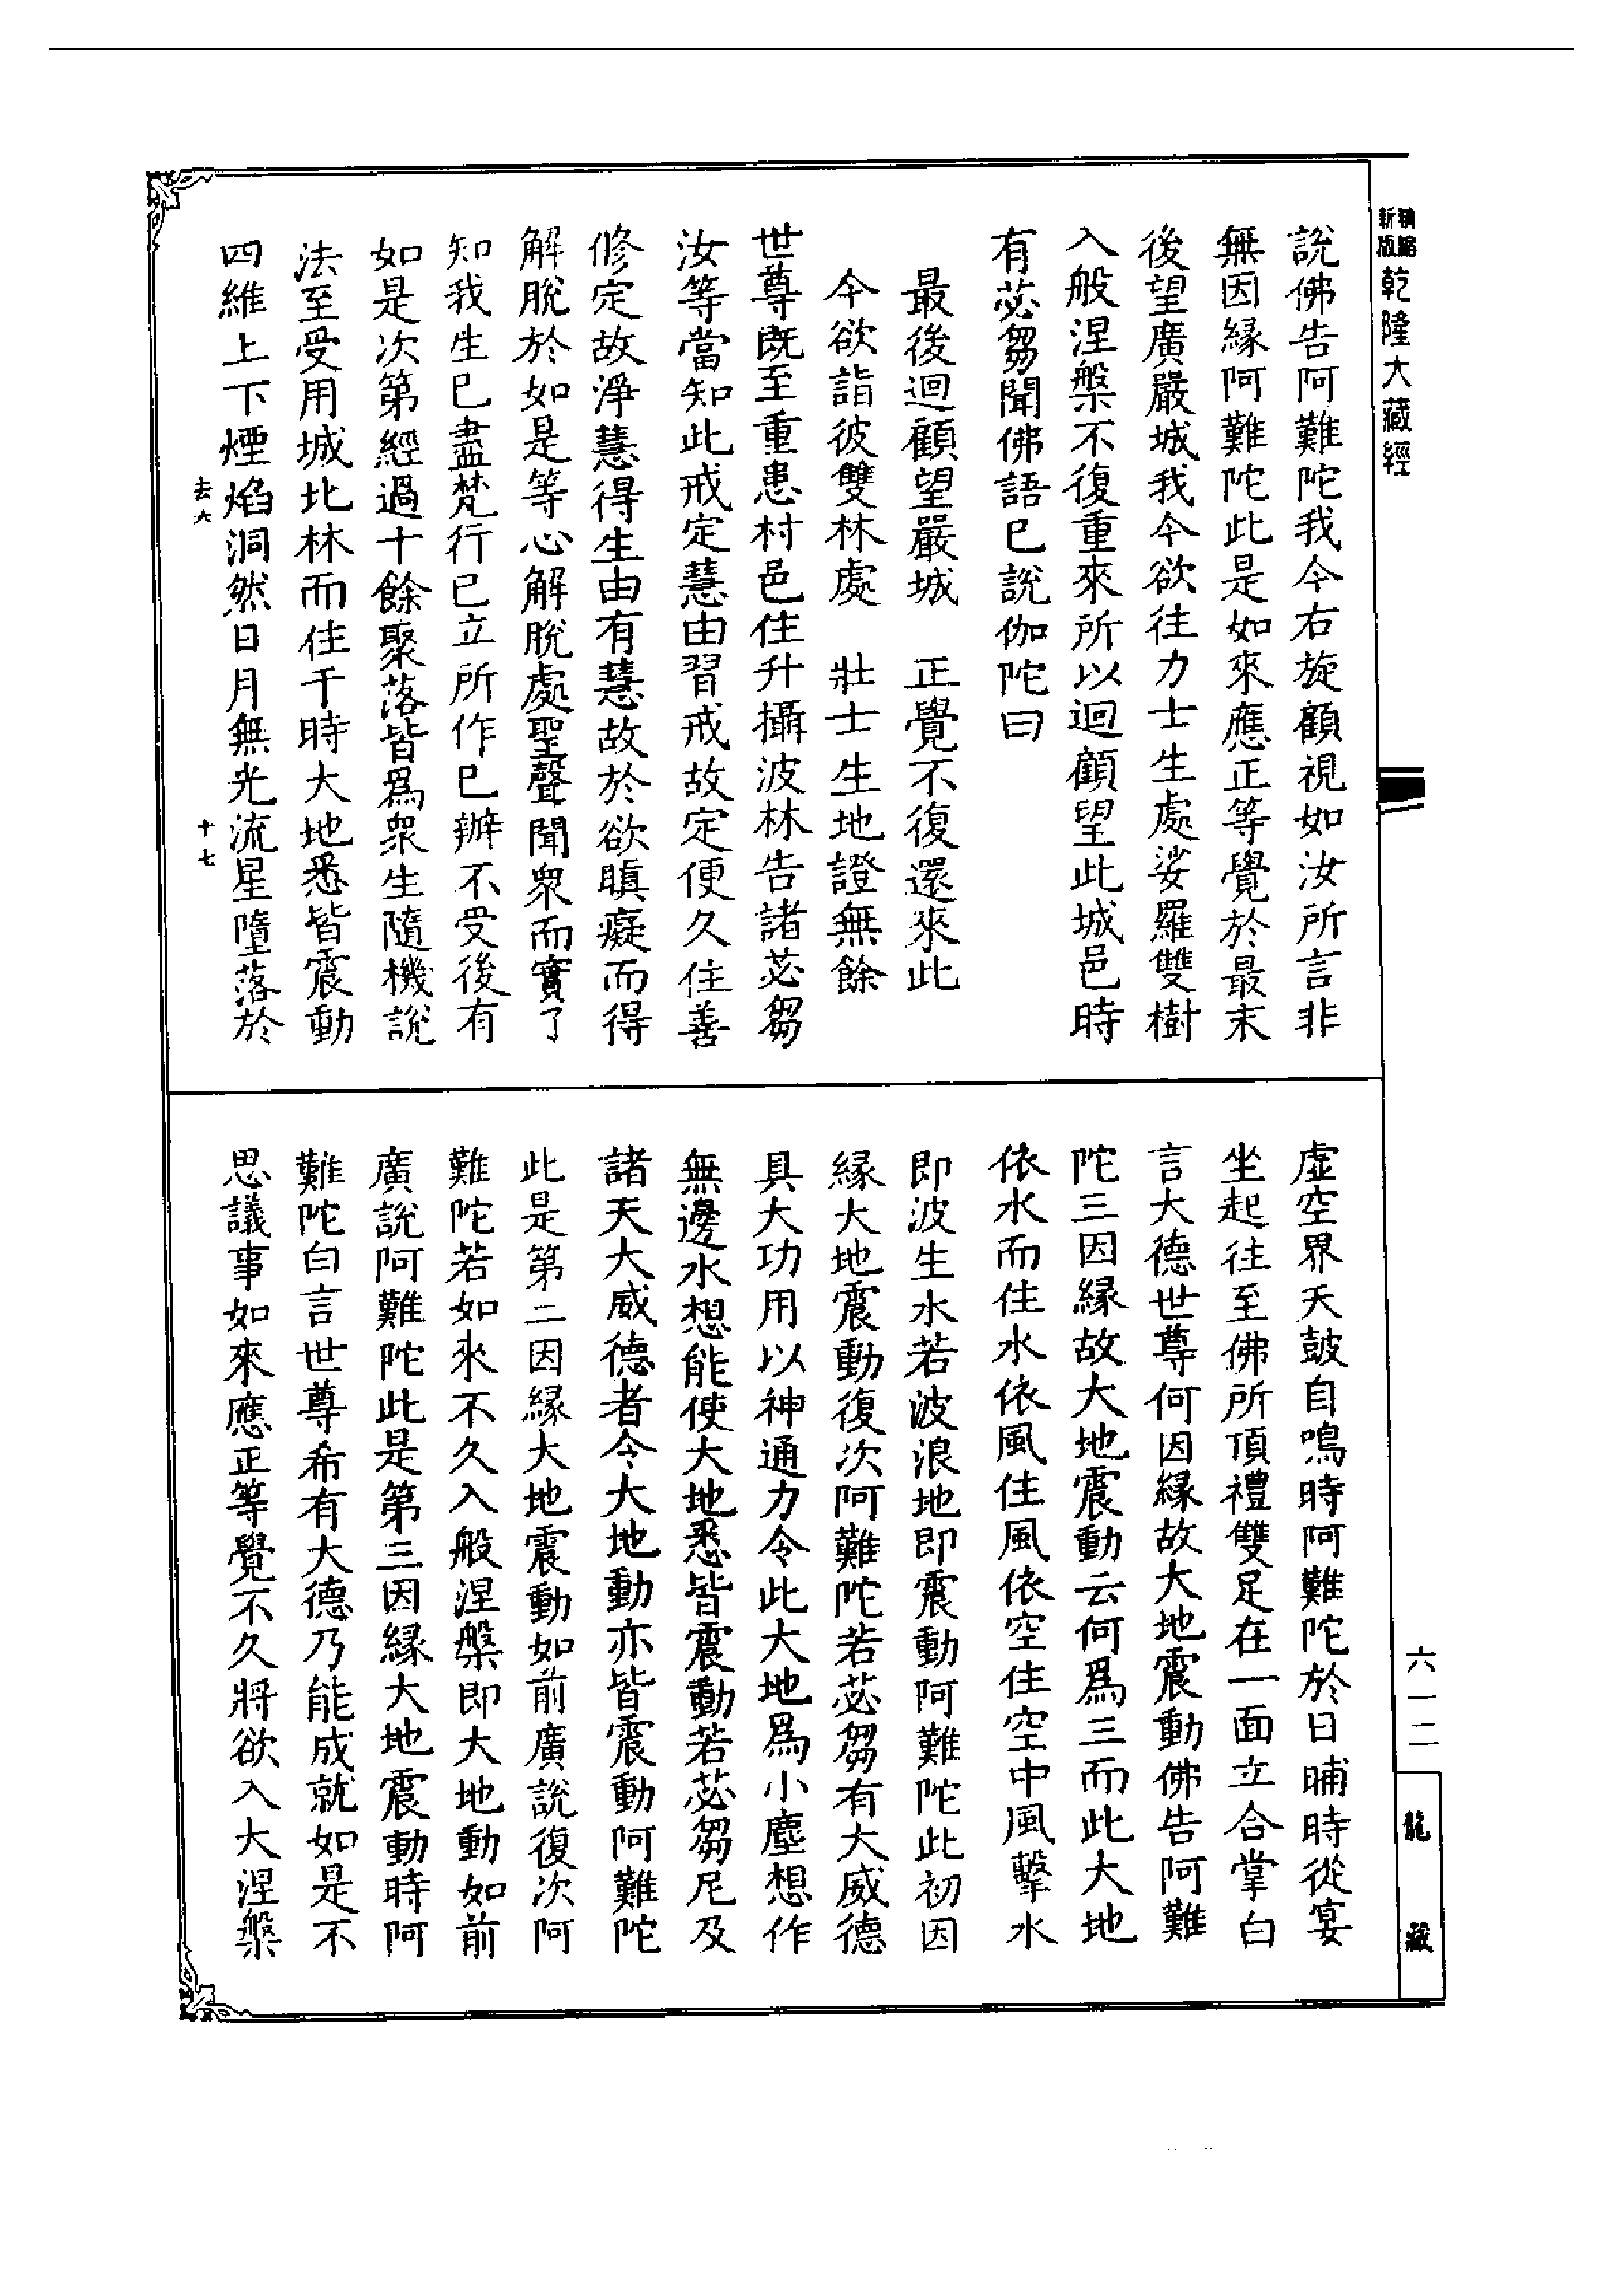 新版
精縮
乾隆大藏經
說佛告阿難陀我今右旋顧視如汝所言非
無因緣阿難陀此是如來應正等覺於最末
後望廣嚴城我今欲往力士生處娑羅雙樹
入般涅槃不復重來所以迴顧望此城邑時
有苾芻聞佛語已說伽陀曰
最後迴顧望嚴城　正覺不復還來此
今欲詣彼雙林處　壯士生地證無餘
世尊既至重患村邑住升攝波林告諸苾芻
汝等當知此戒定慧由習戒故定便久住善
修定故淨慧得生由有慧故於欲瞋癡而得
解脫於如是等心解脫處聖聲聞眾而實了
知我生已盡梵行已立所作已辦不受後有
如是次第經過十餘聚落皆為眾生隨機說
法至受用城北林而住于時大地悉皆震動
四維上下煙焰洞然日月無光流星墮落於
去六　十七
虛空界天鼓自鳴時阿難陀於日晡時從宴
坐起往至佛所頂禮雙足在一面立合掌白
言大德世尊何因緣故大地震動佛告阿難
陀三因緣故大地震動云何為三而此大地
依水而住水依風住風依空住空中風擊水
即波生水若波浪地即震動阿難陀此初因
緣大地震動復次阿難陀若苾芻有大威德
具大功用以神通力令此大地為小塵想作
無邊水想能使大地悉皆震動若苾芻尼及
諸天大威德者令大地動亦皆震動阿難陀
此是第二因緣大地震動如前廣說復次阿
難陀若如來不久入般涅槃即大地動如前
廣說阿難陀此是第三因緣大地震動時阿
難陀白言世尊希有大德乃能成就如是不
思議事如來應正等覺不久將欲入大涅槃
六一二
龍藏